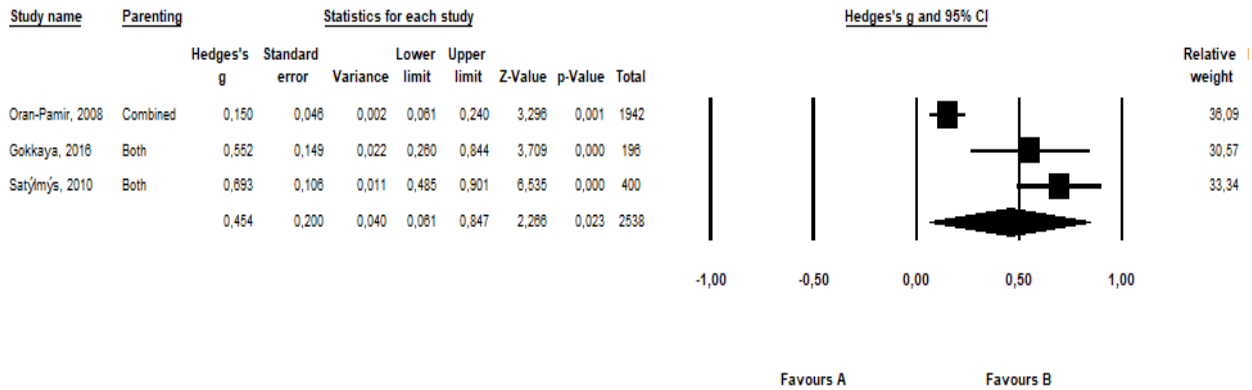 Study name Parenting Statistics for each study Hedges's g and 95% CI
Hedges's Standard Lower Upper Relative
g error Variance limit limit Z-Value p-Value Total weight
Oran-Pamir, 2008 Combined 0,150 0,046 0,002 0,061 0,240 3,296 0,001 1942 36,09
Gokkaya, 2016 Both 0,552 0,149 0,022 0,260 0,844 3,709 0,000 196 30,57
Satýlmýs, 2010 Both 0,693 0,106 0,011 0,485 0,901 6,535 0,000 400 33,34
0,454 0,200 0,040 0,061 0,847 2,266 0,023 2538
-1,00 -0,50 0,00 0,50 1,00
Favours A Favours B